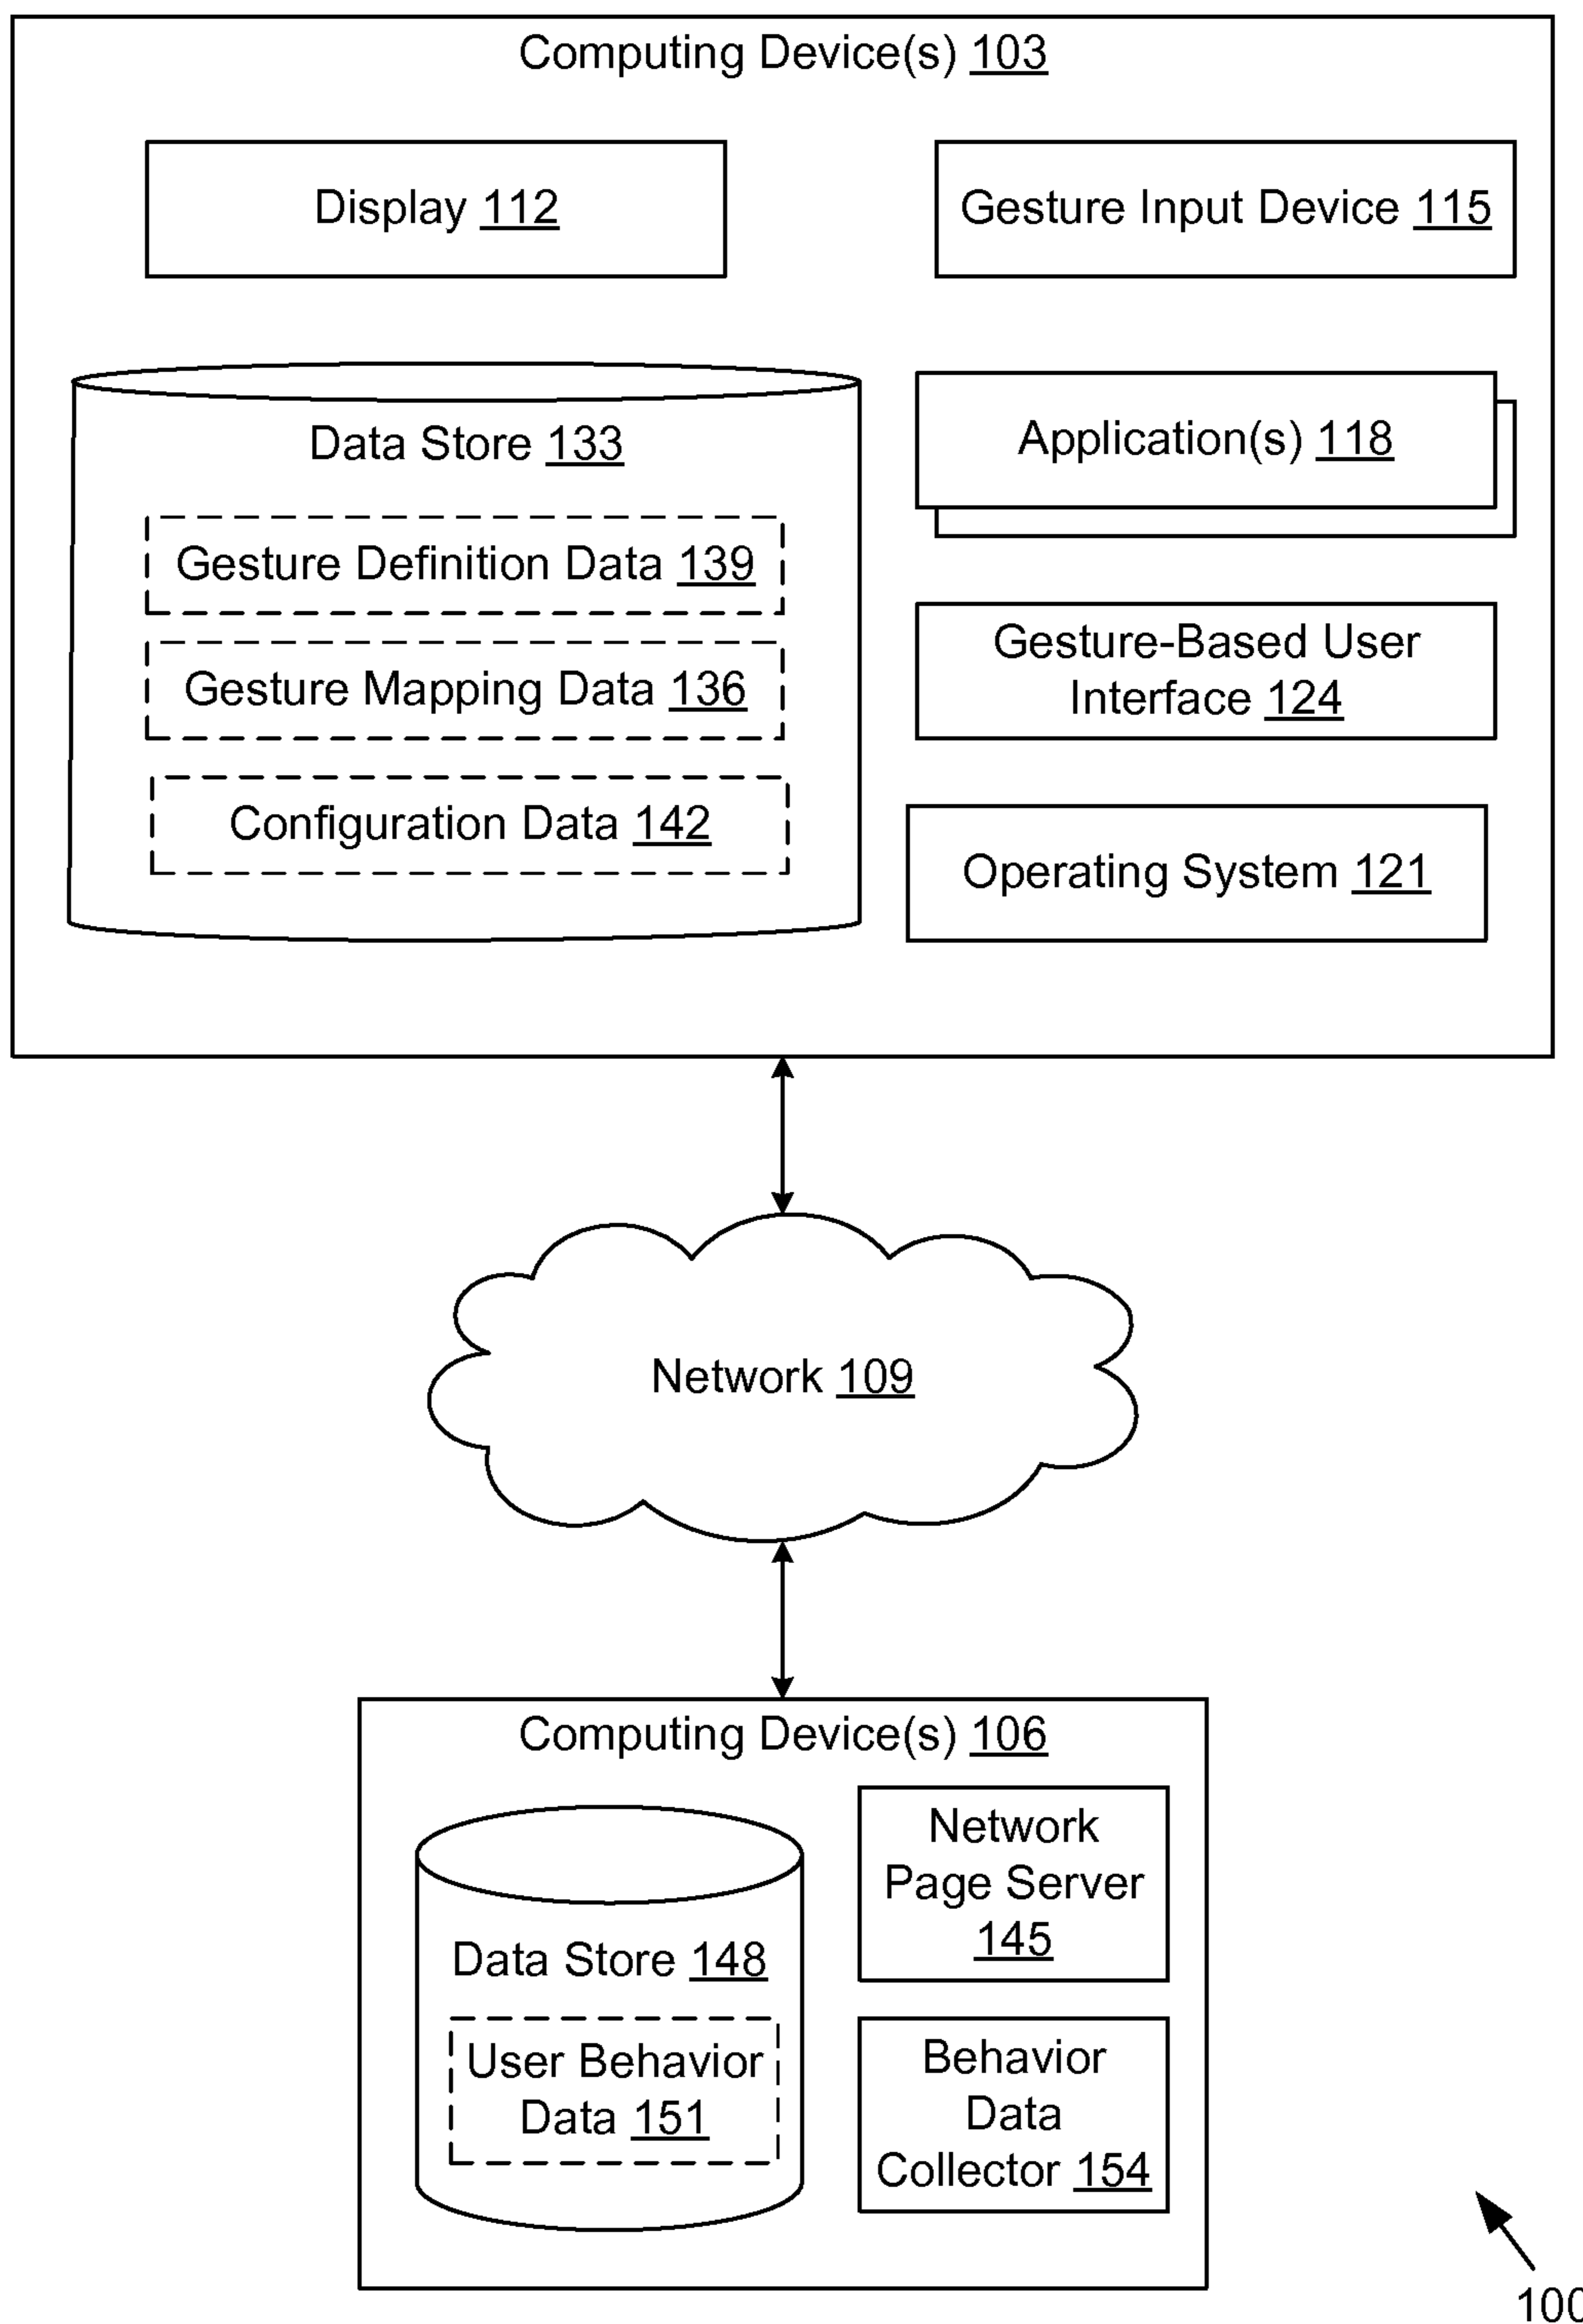 Computing Device(s) 103
Display 112
Gesture Input Device 115
Data Store 133
Gesture Definition Data 139
Gesture Mapping Data 136
Configuration Data 142
Application(s) 118
Gesture-Based User
Interface 124
Operating System 121
Network 109
Computing Device(s) 106
Data Store 148
User Behavior
Data 151
Network
Page Server
145
Behavior
Data
Collector 154
100